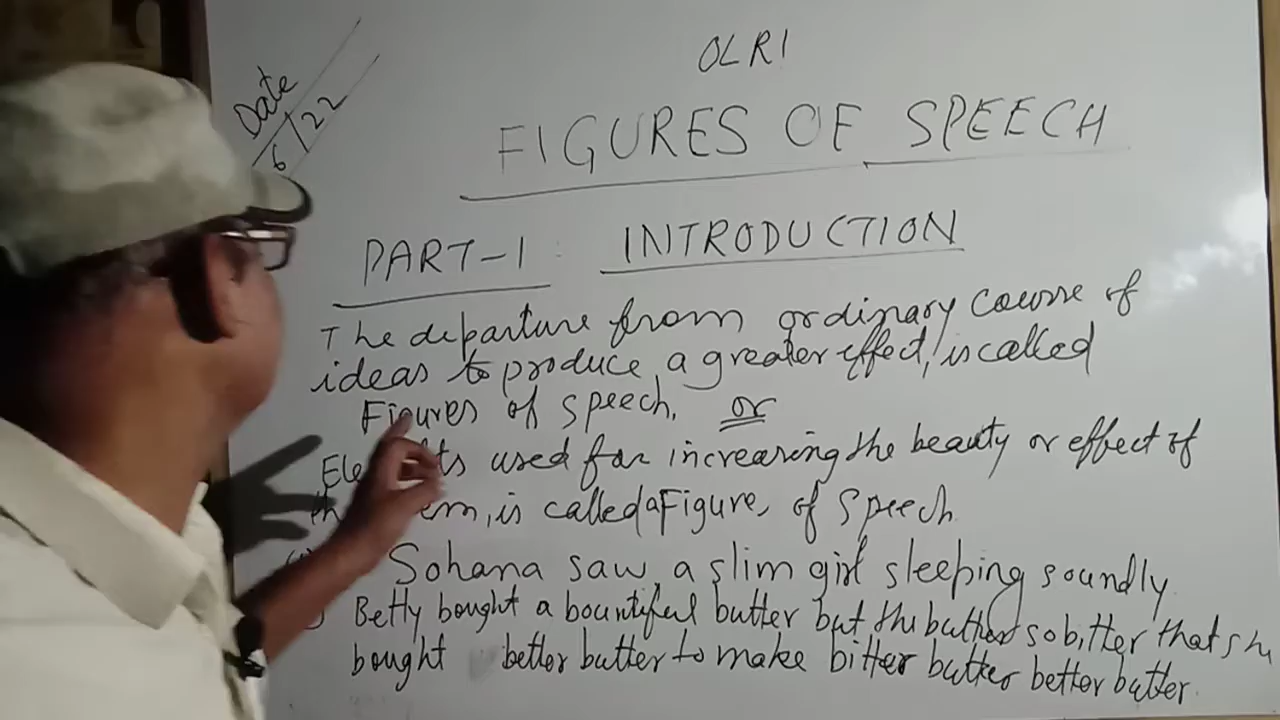 OLRI
Date
6/22
FIGURES OF SPEECH
PART-1 : INTRODUCTION
The departure from ordinary course of
ideas to produce a greater effect, is called
Figures of speech. or
used for increasing the beauty or effect of
is called a Figure of speech
Sohana saw a slim girl sleeping soundly.
Betty bought a bountiful butter but the butter so bitter that
bought better butter to make bitter butter better butter.